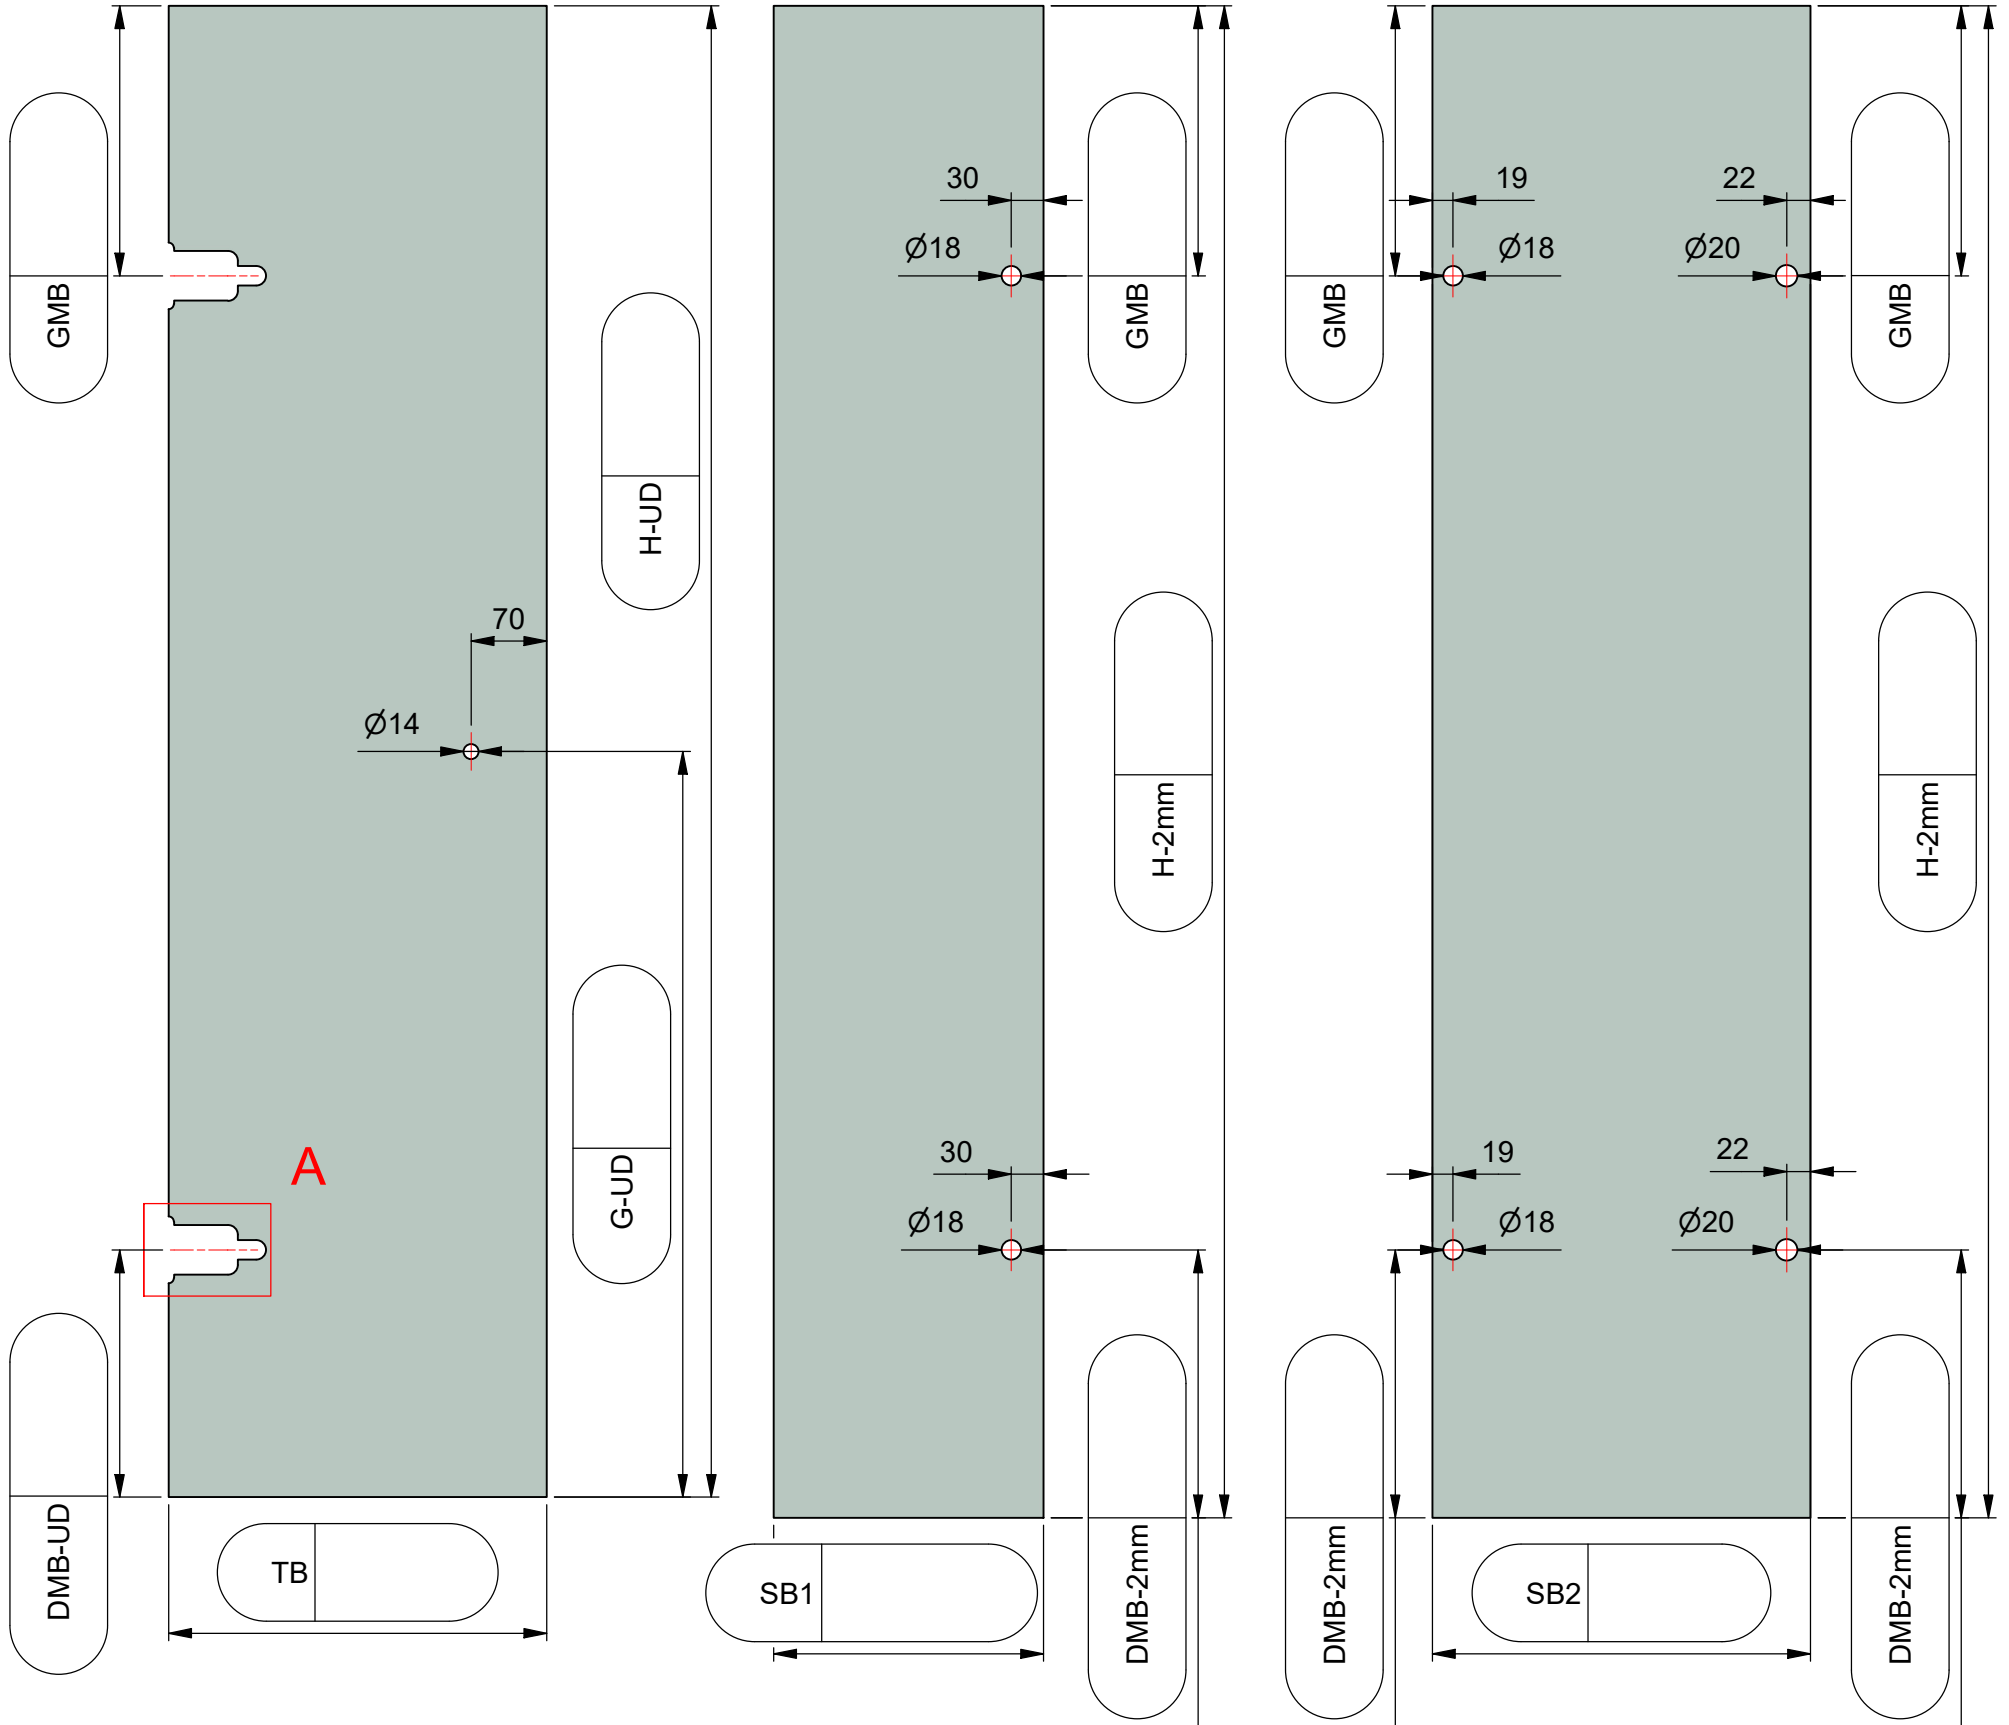 GMB
H-UD
70
Ø14
A
G-UD
DMB-UD
TB
30
Ø18
GMB
H-2mm
30
Ø18
DMB-2mm
SB1
GMB
19
Ø18
22
Ø20
GMB
H-2mm
19
Ø18
22
Ø20
DMB-2mm
SB2
DMB-2mm